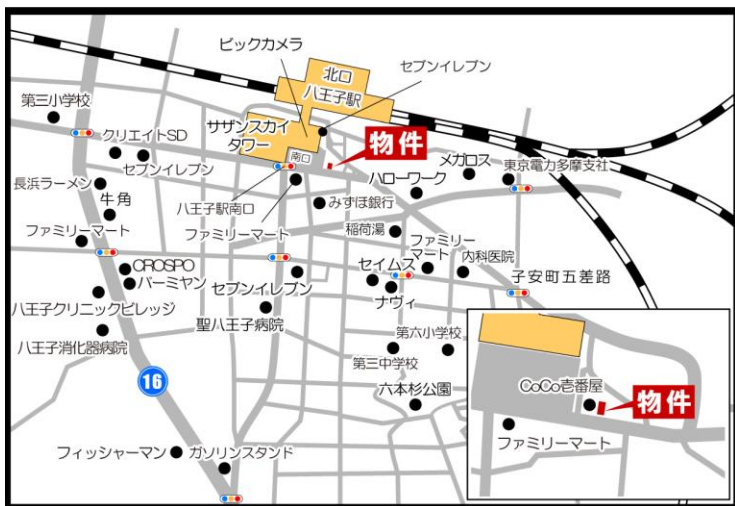 ビックカメラ
北口
八王子駅
セブンイレブン
第三小学校
クリエイトSD
サザンスカイ
タワー
南口
物件
メガロス
東京電力多摩支社
セブンイレブン
ハローワーク
長浜ラーメン
牛角
八王子駅南口
みずほ銀行
ファミリーマート
ファミリーマート
稲荷湯
ファミリー
マート
内科医院
CROSPO
バーミヤン
セイムス
子安町五差路
セブンイレブン
ナヴィ
八王子クリニックビレッジ
聖八王子病院
八王子消化器病院
第六小学校
第三中学校
16
六本杉公園
フィッシャーマン
ガソリンスタンド
CoCo壱番屋
物件
ファミリーマート